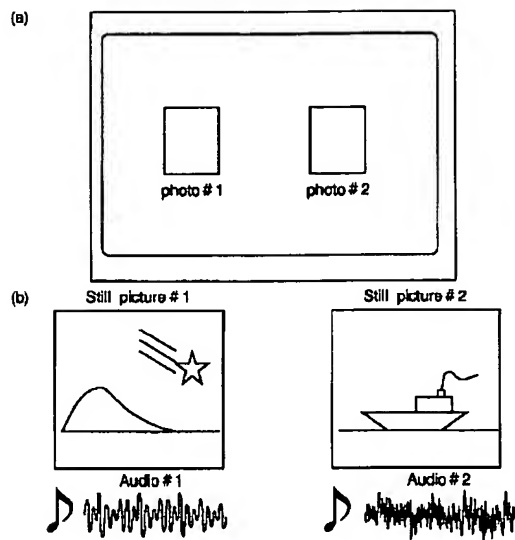 (a)
photo # 1 photo # 2
(b) Still picture # 1 Still picture # 2
Audio # 1 Audio # 2